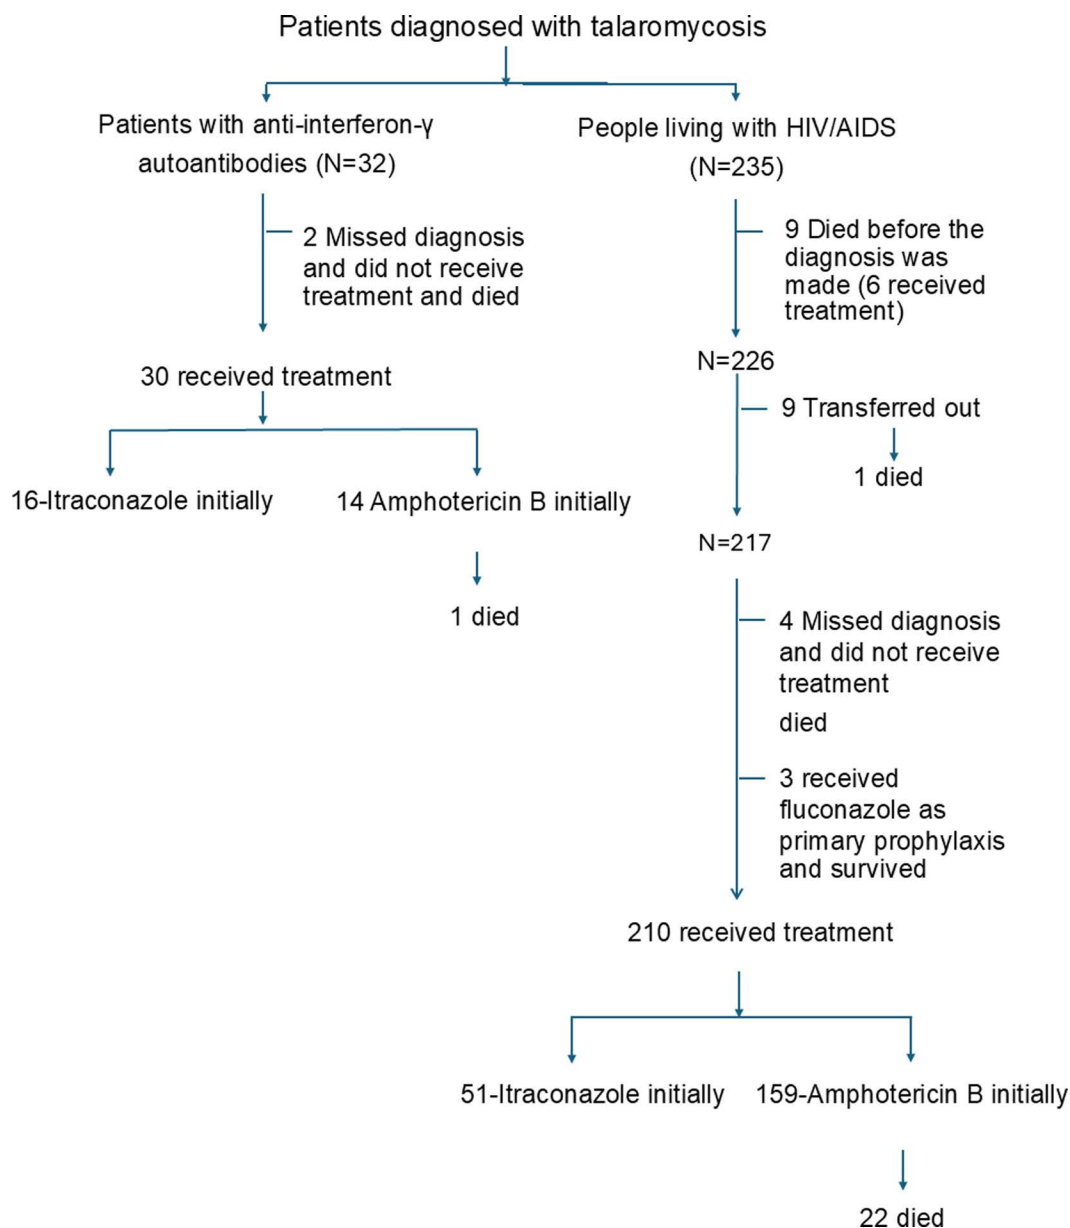 Patients diagnosed with talaromycosis
Patients with anti-interferon-γ
autoantibodies (N=32)
People living with HIV/AIDS
(N=235)
2 Missed diagnosis
and did not receive
treatment and died
9 Died before the
diagnosis was
made (6 received
treatment)
30 received treatment
N=226
9 Transferred out
1 died
16-Itraconazole initially
14 Amphotericin B initially
1 died
N=217
4 Missed diagnosis
and did not receive
treatment
died
3 received
fluconazole as
primary prophylaxis
and survived
210 received treatment
51-Itraconazole initially
159-Amphotericin B initially
22 died